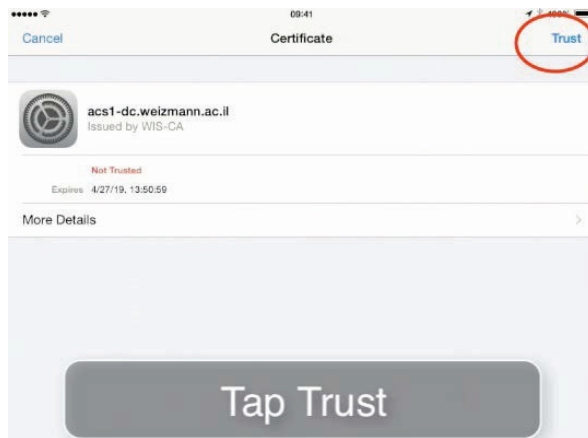 09:41
Cancel Certificate Trust
acs1-dc.weizmann.ac.il
Issued by WIS-CA
Not Trusted
Expires 4/27/19, 13:50:59
More Details
Tap Trust